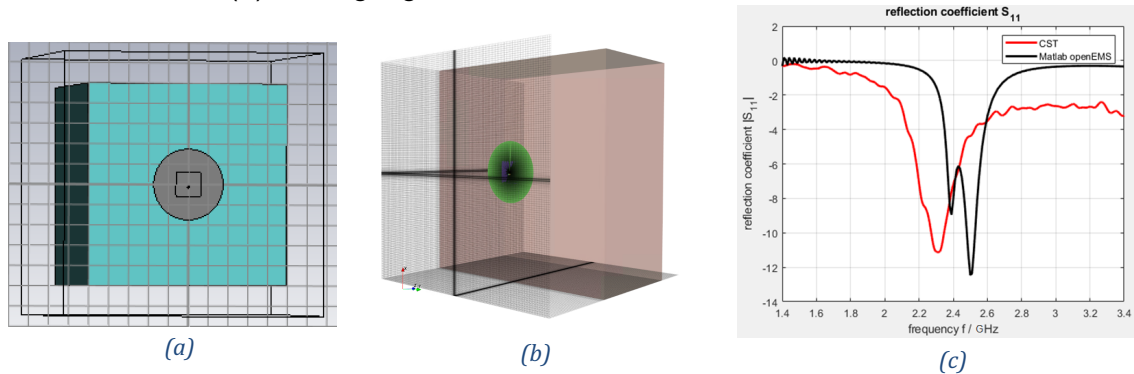 reflection coefficient S11
CST
Matlab openEMS
reflection coefficient |S11|
0
-2
-4
-6
-8
-10
-12
-14
1.4 1.6 1.8 2 2.2 2.4 2.6 2.8 3 3.2 3.4
frequency f / GHz
(a)
(b)
(c)